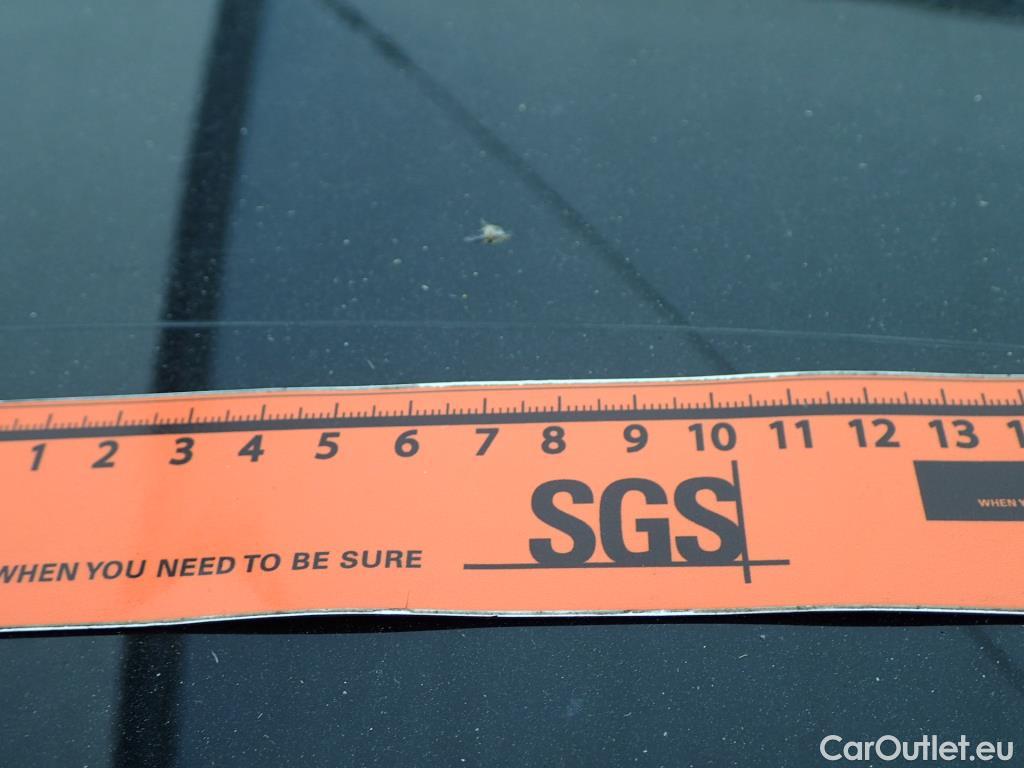 1 2 3 4 5 6 7 8 9 10 11 12 13
SGS
WHEN YOU NEED TO BE SURE
WHEN
CarOutlet.eu